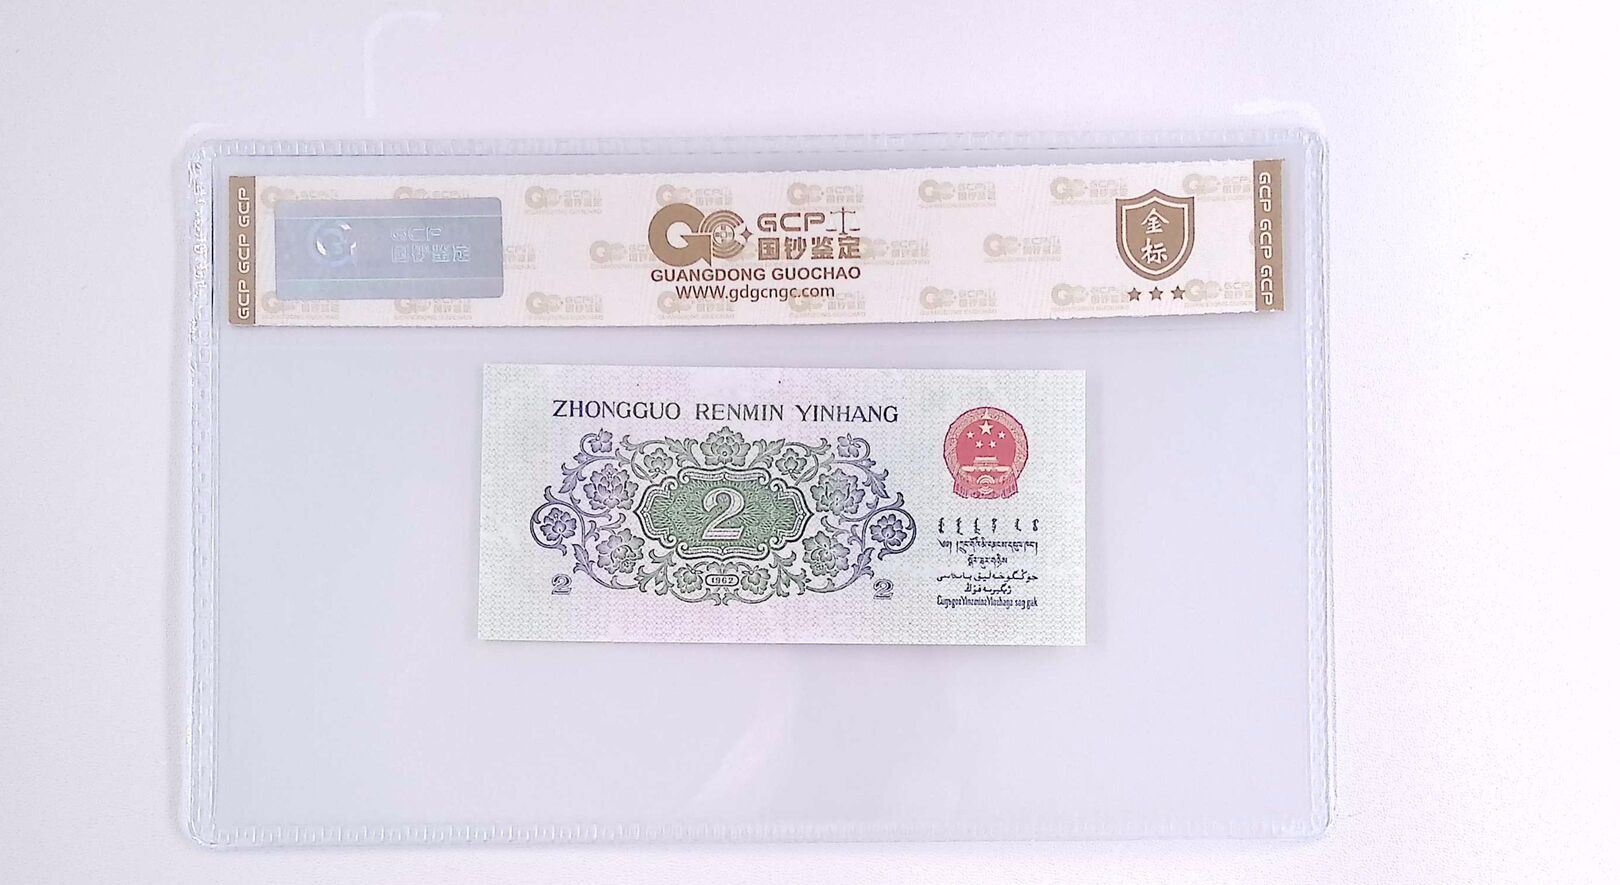 GCP GCP GCP
GCP
国钞鉴定
GCP
国钞鉴定
GUANGDONG GUOCHAO
WWW.gdgcngc.com
金
标
GCP GCP GCP
ZHONGGUO RENMIN YINHANG
2
1962
2
2